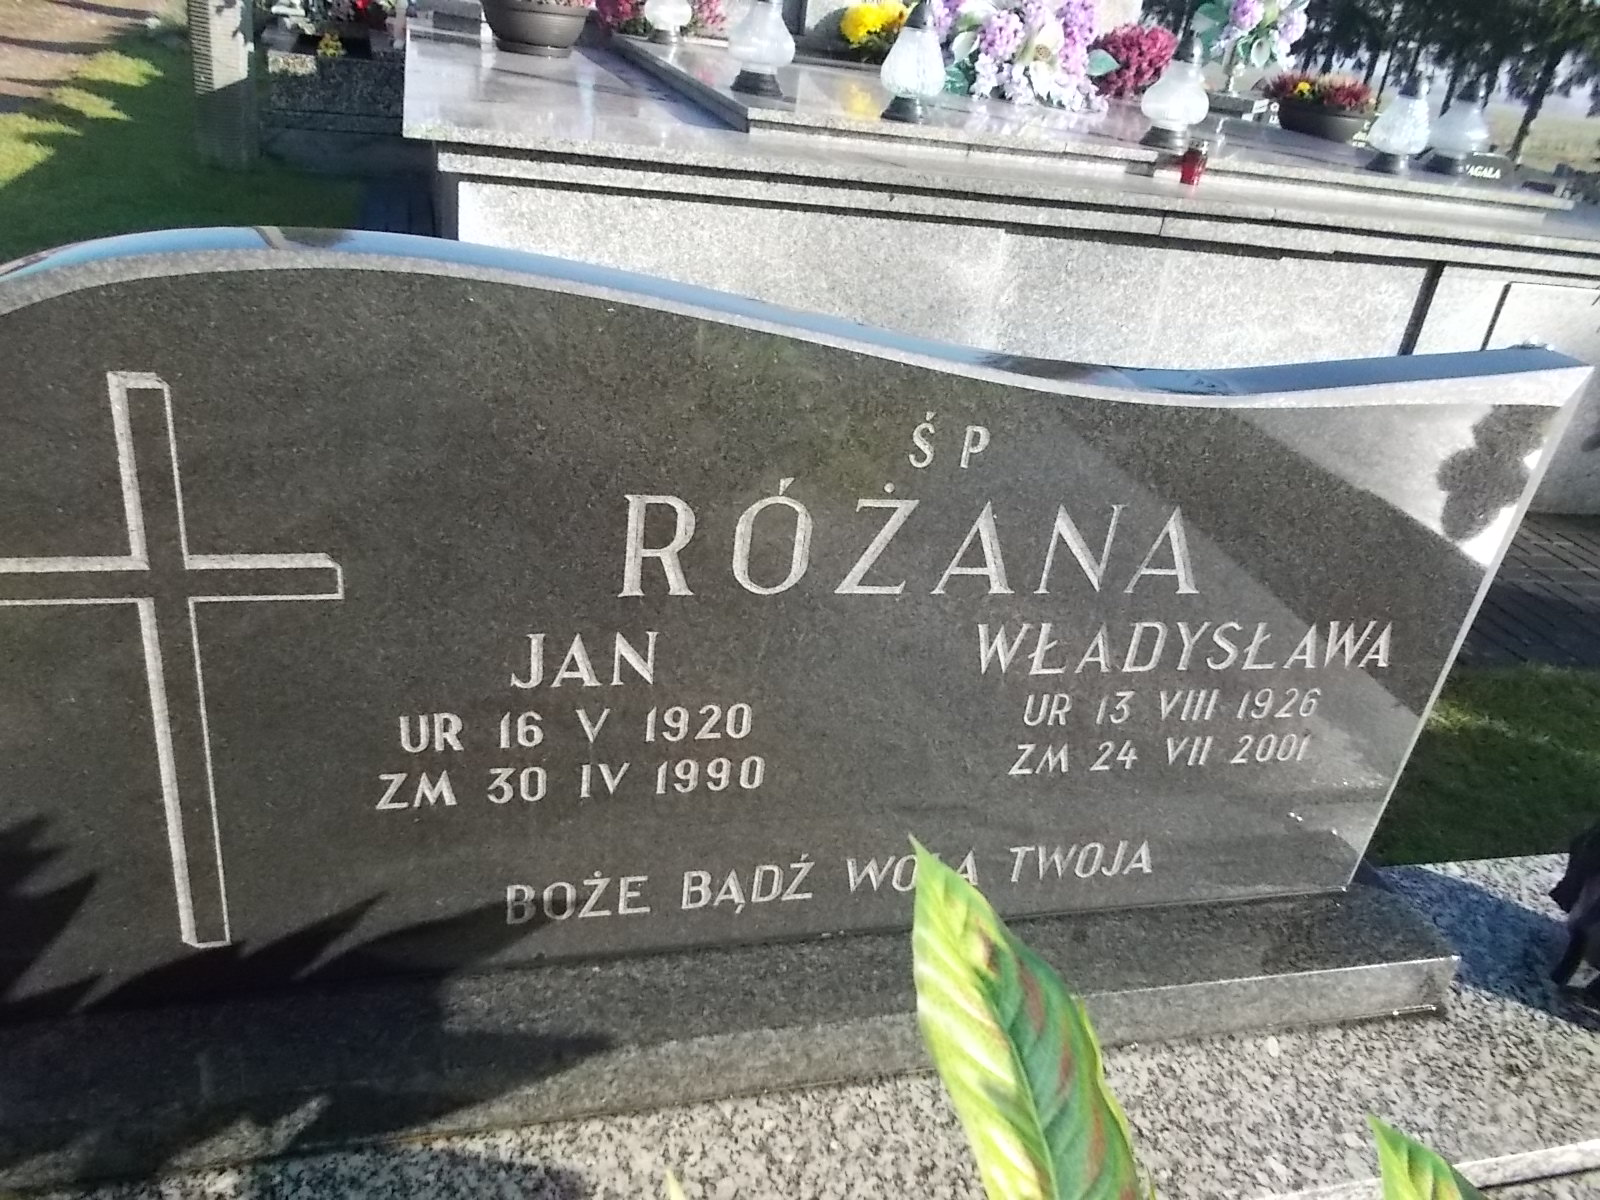 Ś P
RÓŻANA
JAN
UR 16 V 1920
ZM 30 IV 1990
WŁADYSŁAWA
UR 13 VIII 1926
ZM 24 VII 2001
BOŻE BĄDŹ WOLA TWOJA